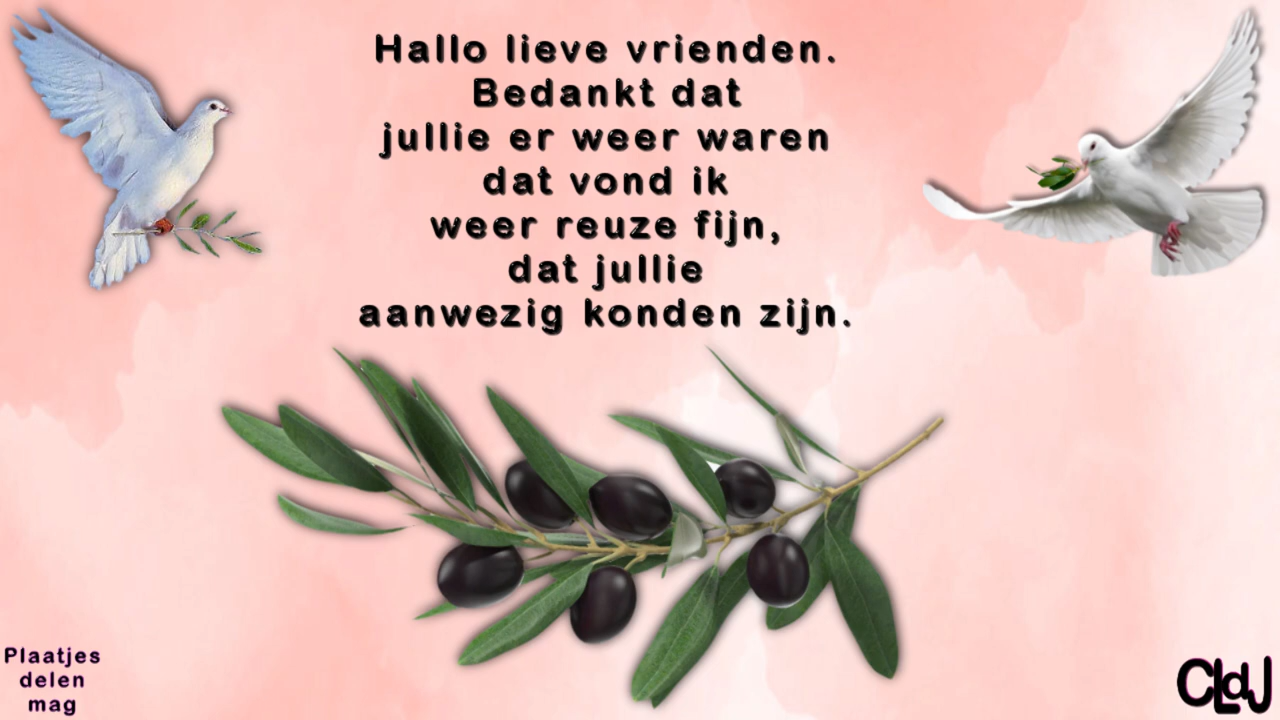 Hallo lieve vrienden.
Bedankt dat
jullie er weer waren
dat vond ik
weer reuze fijn,
dat jullie
aanwezig konden zijn.
Plaatjes
delen
mag
CLdJ